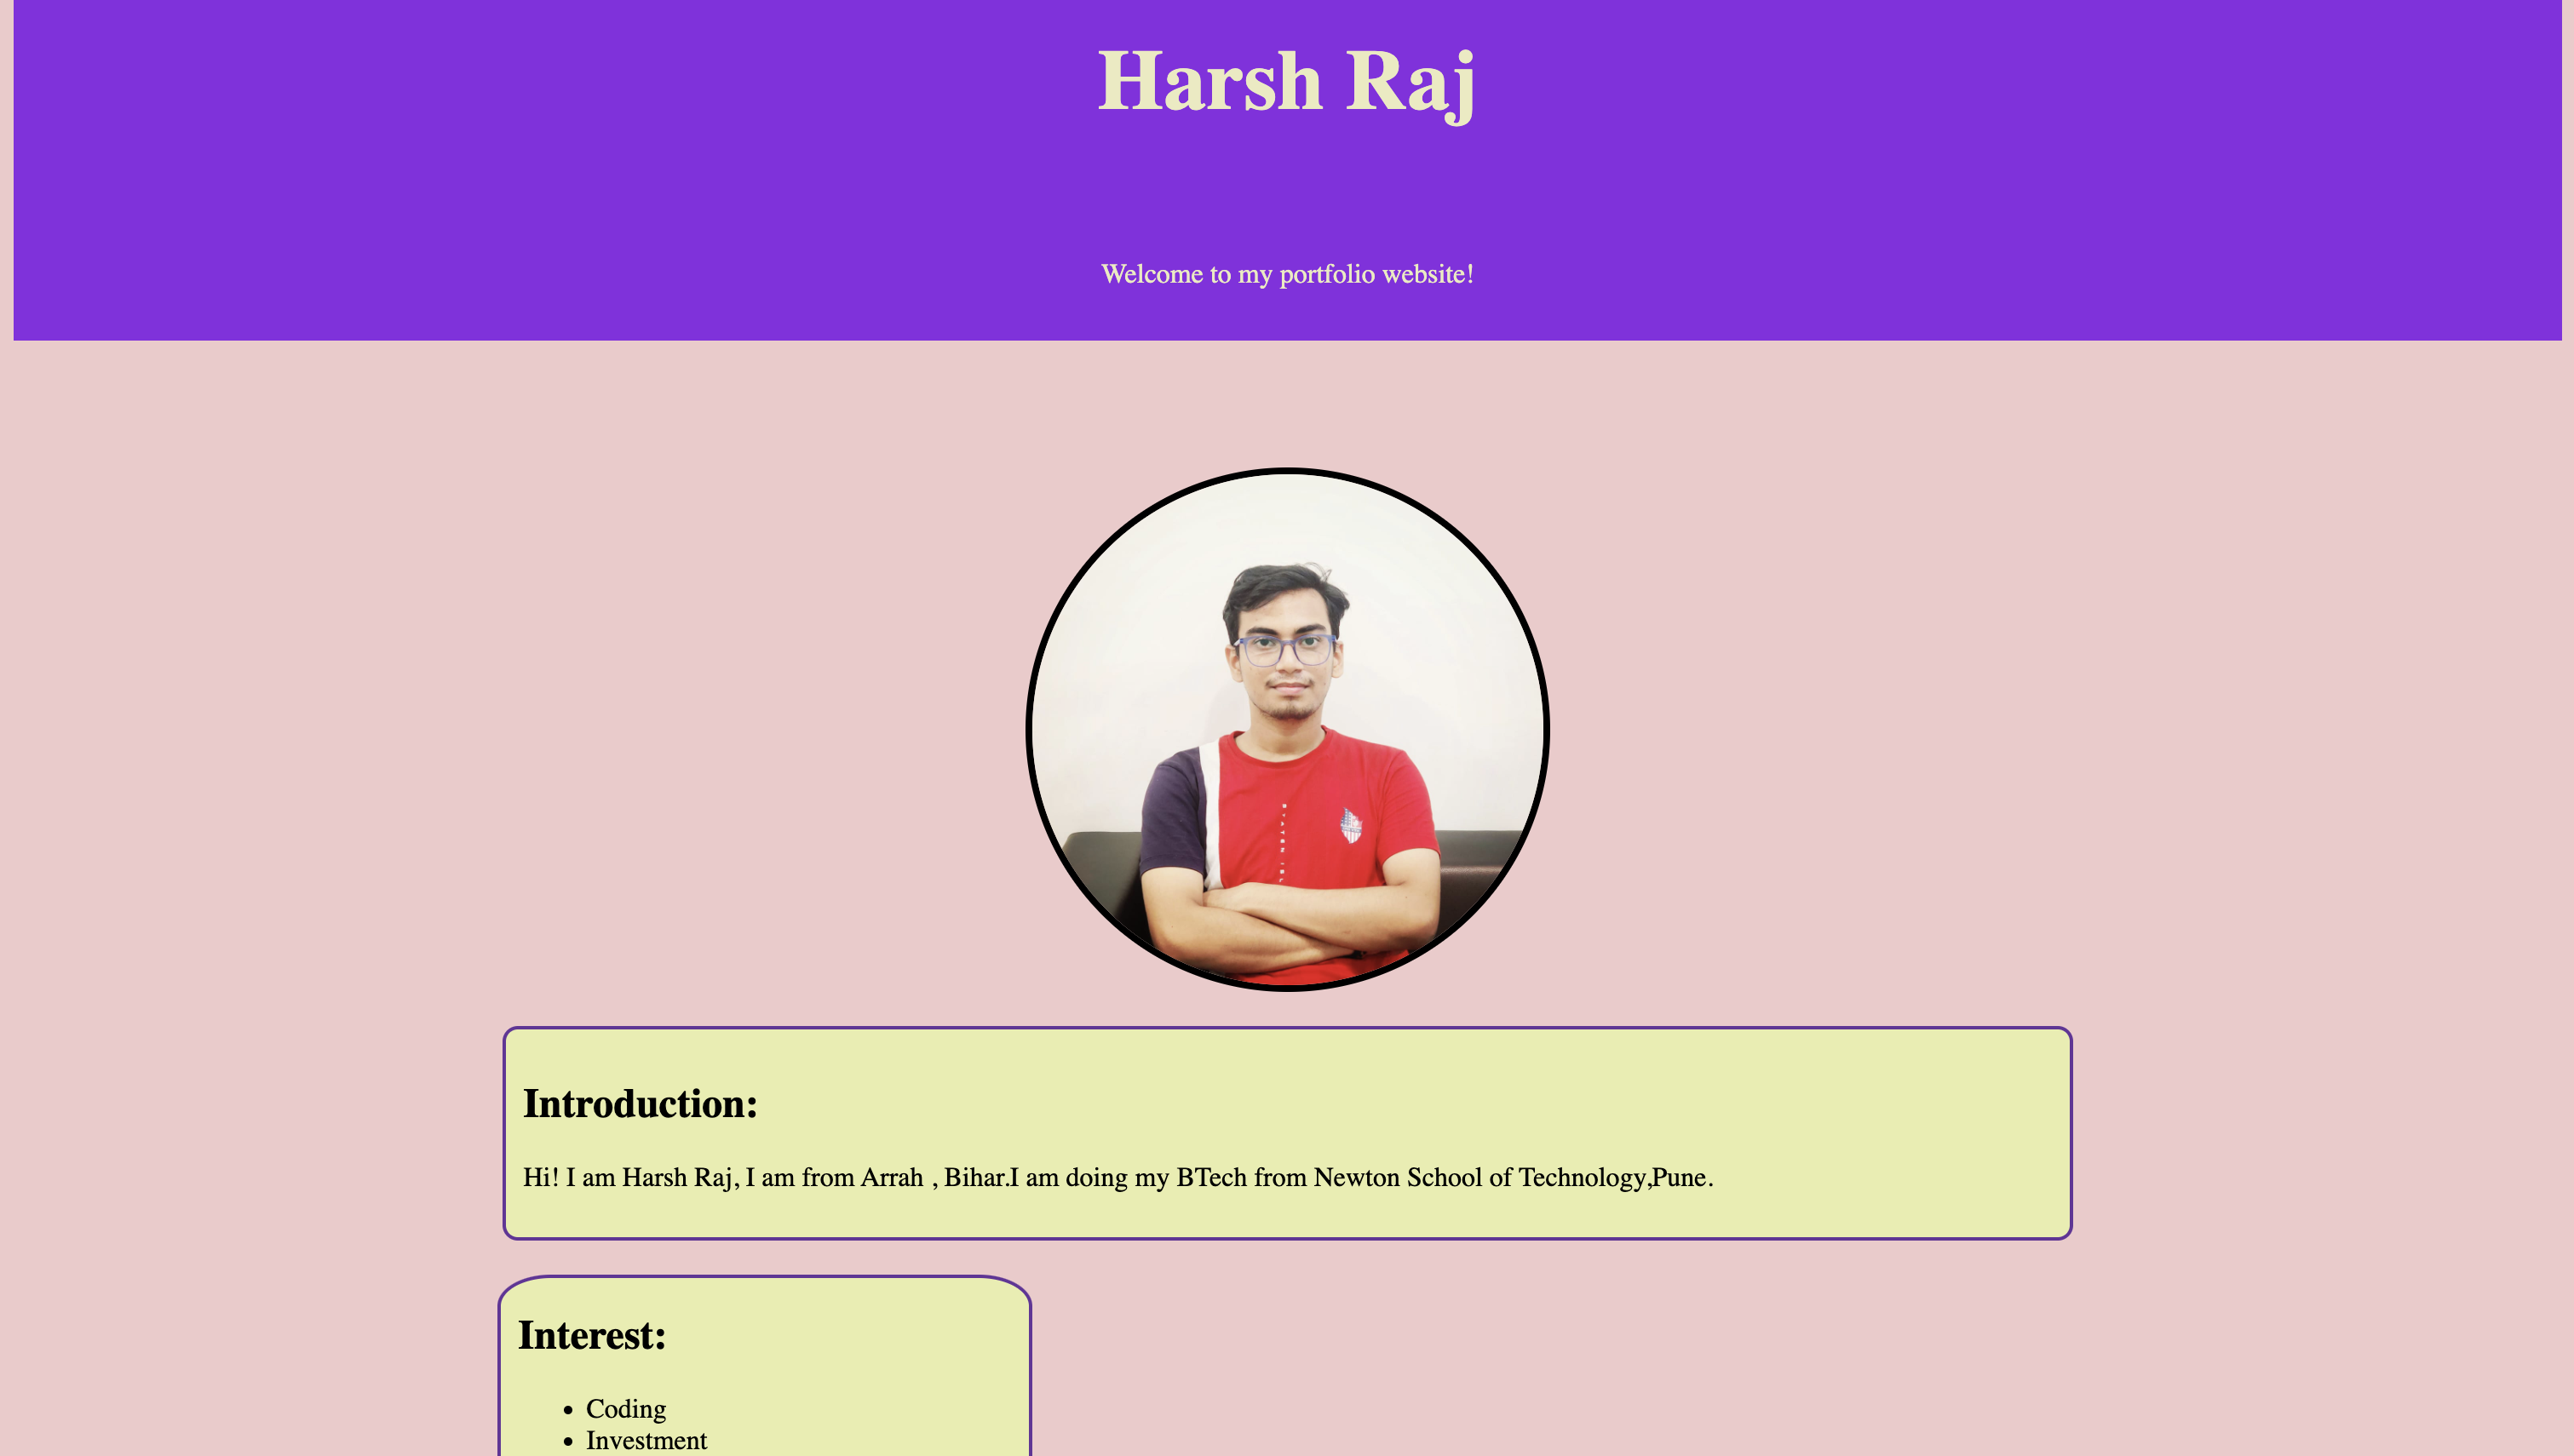 Harsh Raj
Welcome to my portfolio website!
Introduction:
Hi! I am Harsh Raj, I am from Arrah , Bihar.I am doing my BTech from Newton School of Technology,Pune.
Interest:
• Coding
• Investment